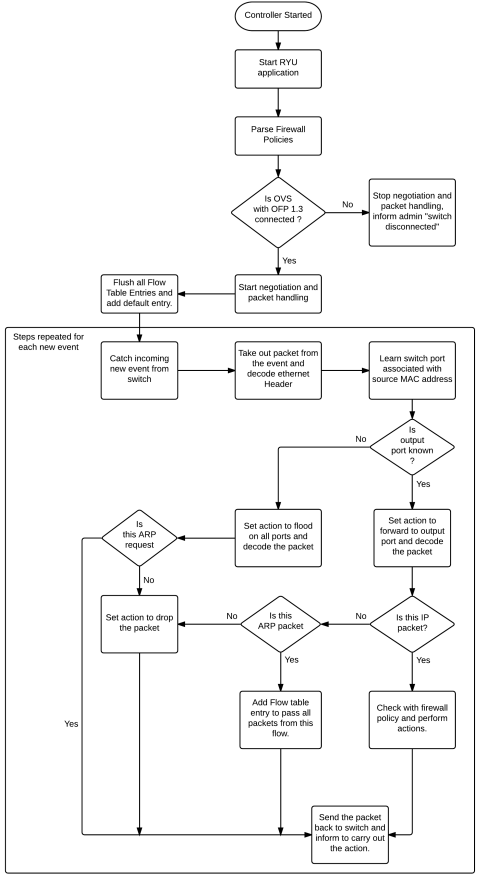 Controller Started
Start RYU
application
Parse Firewall
Policies
Is OVS
with OFP 1.3
connected ?
No
Stop negotiation and
packet handling,
inform admin "switch
disconnected"
Yes
Flush all Flow
Table Entries and
add default entry.
Start negotiation and
packet handling
Steps repeated for
each new event
Catch incoming
new event from
switch
Take out packet from
the event and
decode ethernet
Header
Learn switch port
associated with
source MAC address
Is
output
port known
?
No
Yes
Is
this ARP
request
Set action to flood
on all ports and
decode the packet
Set action to
forward to output
port and decode
the packet
No
Set action to drop
the packet
No
Is this
ARP packet
No
Is this IP
packet?
Yes
Yes
Yes
Add Flow table
entry to pass all
packets from this
flow.
Check with firewall
policy and perform
actions.
Send the packet
back to switch and
inform to carry out
the action.